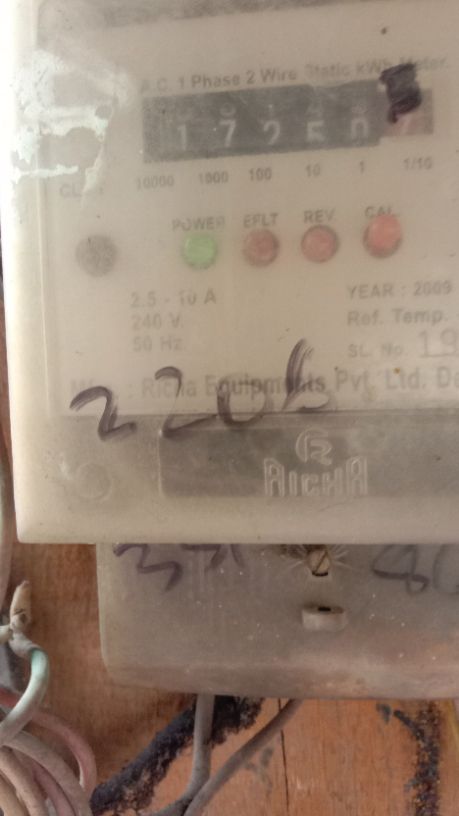 A.C. 1 Phase 2 Wire Static kWh Meter.
1 7 2 5 0
10000 1000 100 10 1 1/10
POWER EFLT REV. CAL
2.5 - 10 A YEAR : 2009
240 V. Ref. Temp.
50 Hz. SL. No. 19
Richa Equipments Pvt. Ltd.
RICHA